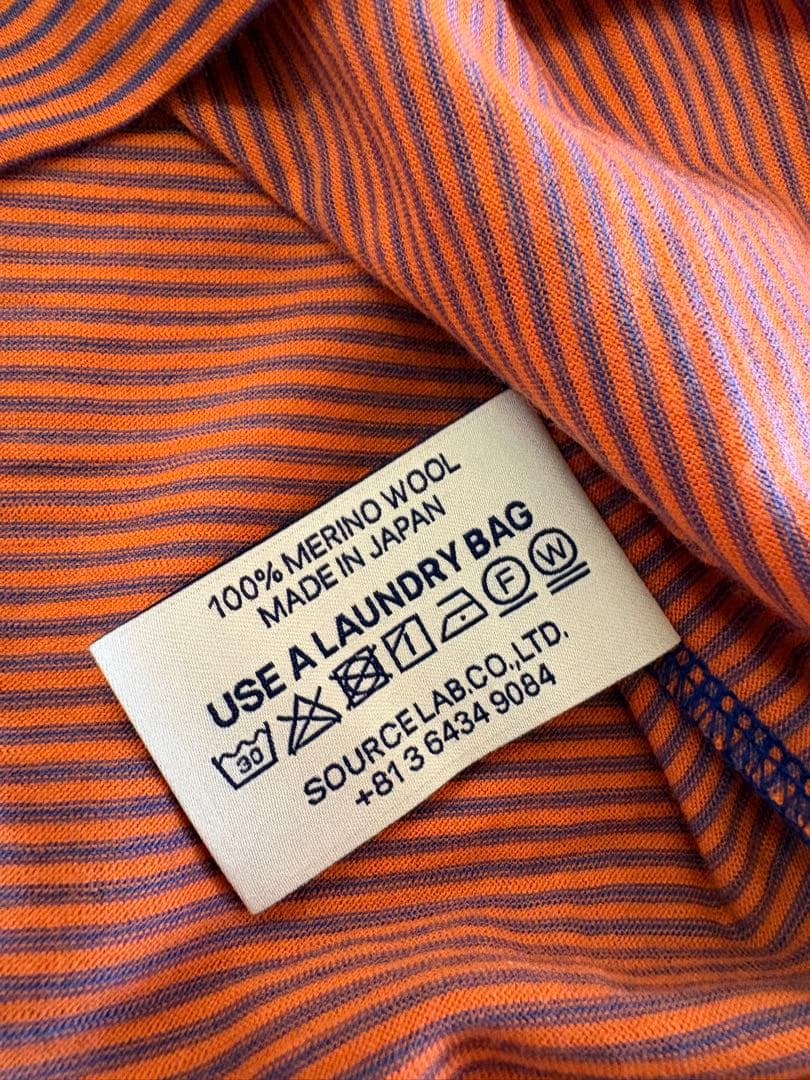 100% MERINO WOOL
MADE IN JAPAN
USE A LAUNDRY BAG
30 F W
SOURCELAB.CO.,LTD.
+81 3 6434 9084